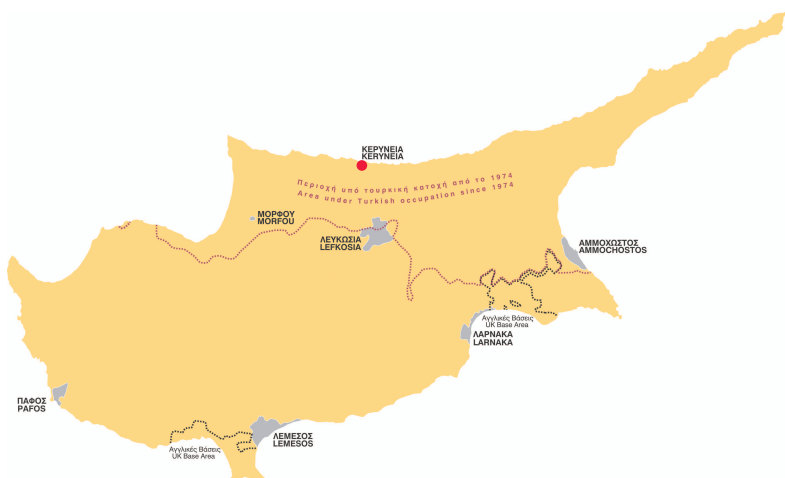 ΚΕΡΥΝΕΙΑ
KERYNEIA
Περιοχή υπό τουρκική κατοχή από το 1974
Area under Turkish occupation since 1974
ΜΟΡΦΟΥ
MORFOU
ΛΕΥΚΩΣΙΑ
LEFKOSIA
ΑΜΜΟΧΩΣΤΟΣ
AMMOCHOSTOS
Αγγλικές Βάσεις
UK Base Area
ΛΑΡΝΑΚΑ
LARNAKA
ΠΑΦΟΣ
PAFOS
ΛΕΜΕΣΟΣ
LEMESOS
Αγγλικές Βάσεις
UK Base Area